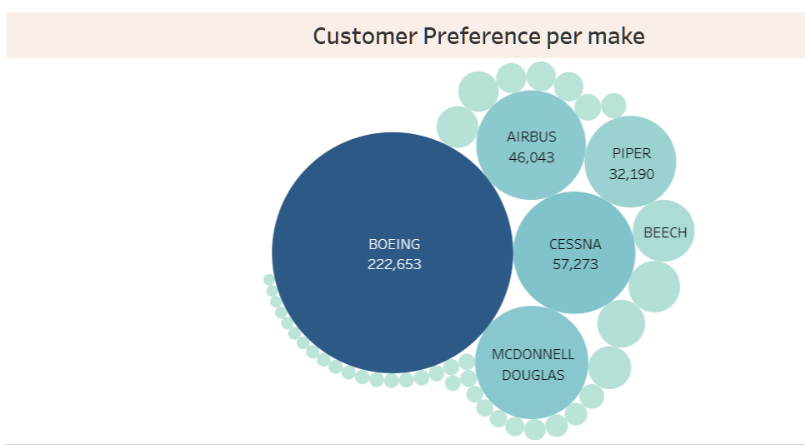 Customer Preference per make
AIRBUS
46,043
PIPER
32,190
BEECH
BOEING
222,653
CESSNA
57,273
MCDONNELL
DOUGLAS